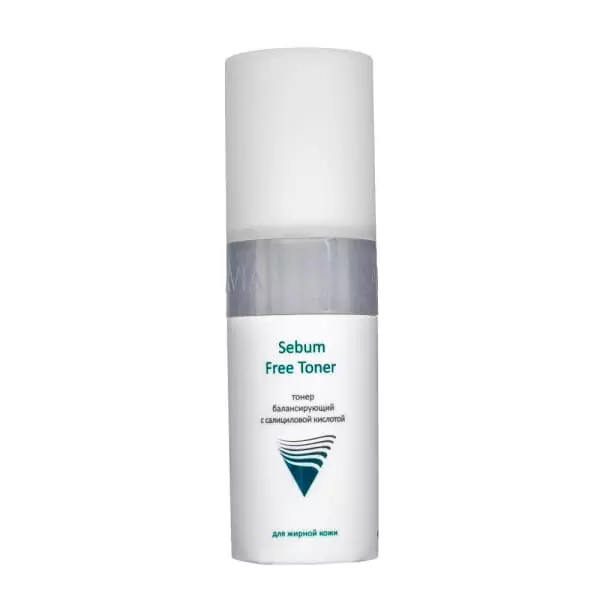 Sebum
Free Toner
тонер
балансирующий
с салициловой кислотой
для жирной кожи